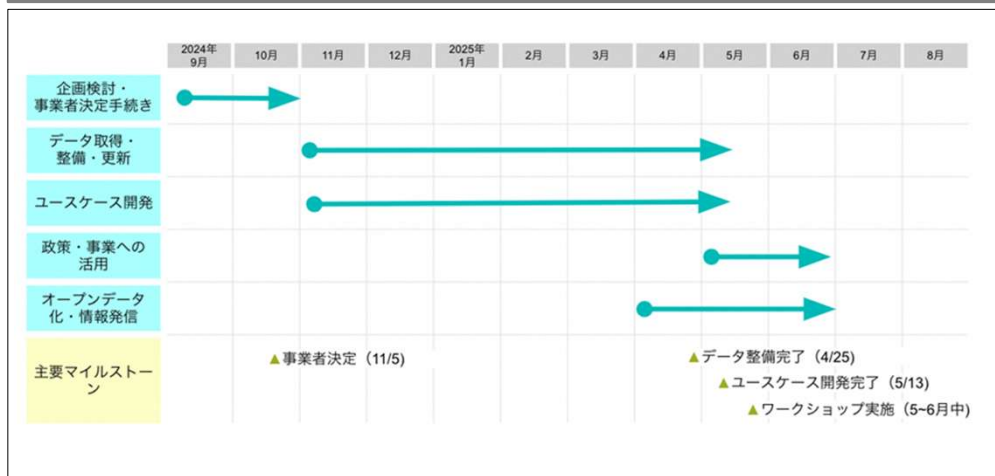 2024年
9月
10月
11月
12月
2025年
1月
2月
3月
4月
5月
6月
7月
8月
企画検討・
事業者決定手続き
データ取得・
整備・更新
ユースケース開発
政策・事業への
活用
オープンデータ
化・情報発信
主要マイルストー
ン
▲事業者決定（11/5）
▲データ整備完了（4/25）
▲ユースケース開発完了（5/13）
▲ワークショップ実施（5~6月中）